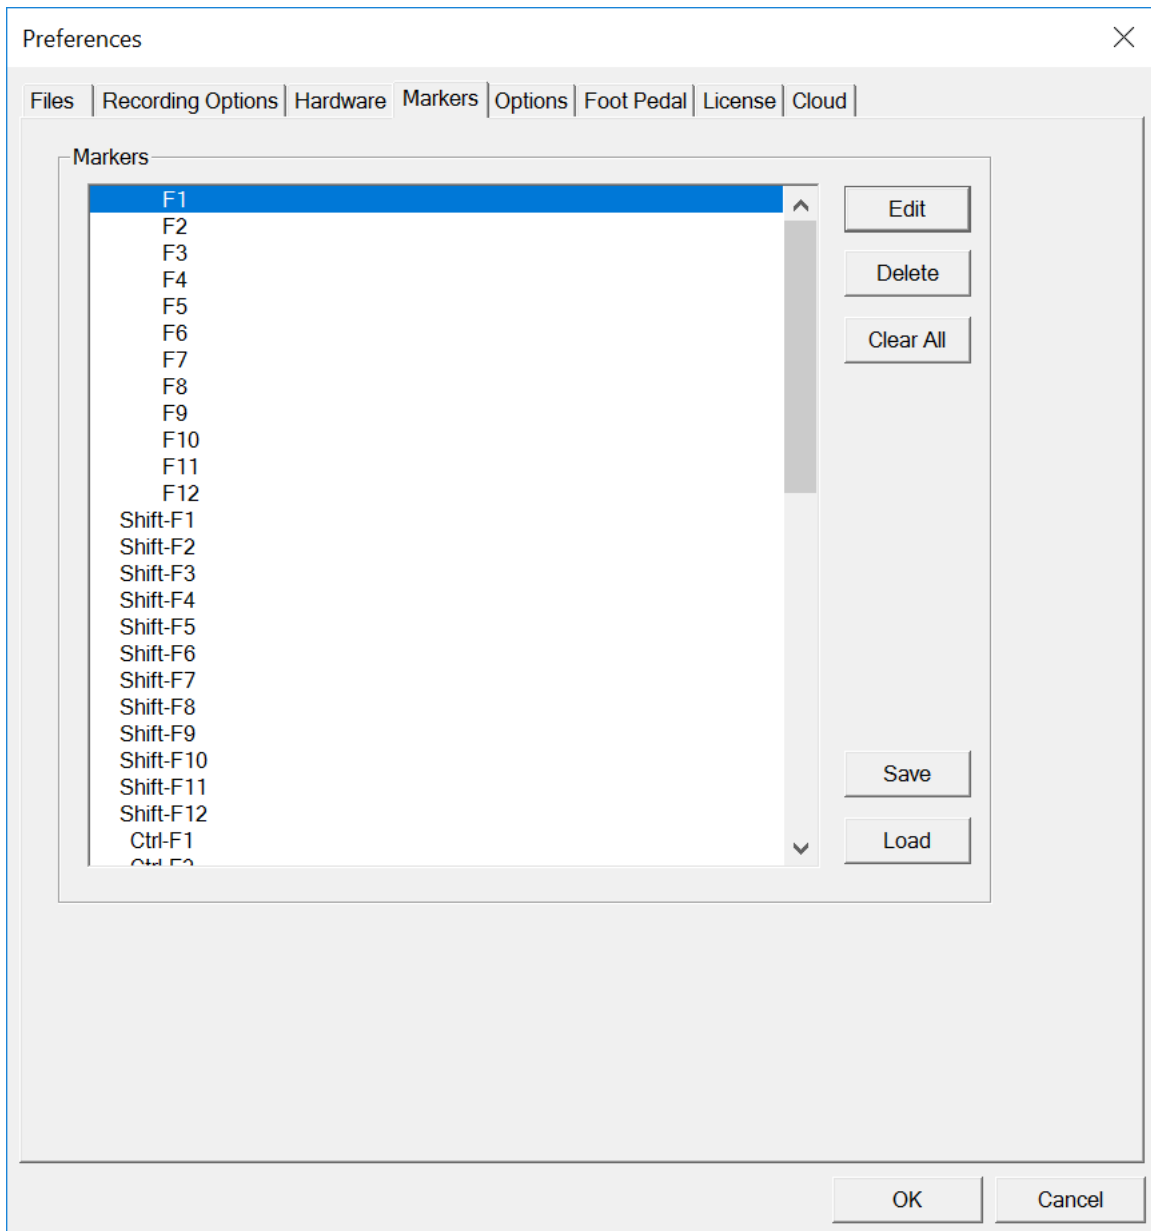 Preferences
Files Recording Options Hardware Markers Options Foot Pedal License Cloud
Markers
F1
F2
F3
F4
F5
F6
F7
F8
F9
F10
F11
F12
Shift-F1
Shift-F2
Shift-F3
Shift-F4
Shift-F5
Shift-F6
Shift-F7
Shift-F8
Shift-F9
Shift-F10
Shift-F11
Shift-F12
Ctrl-F1
Ctrl-F2
Edit
Delete
Clear All
Save
Load
OK Cancel